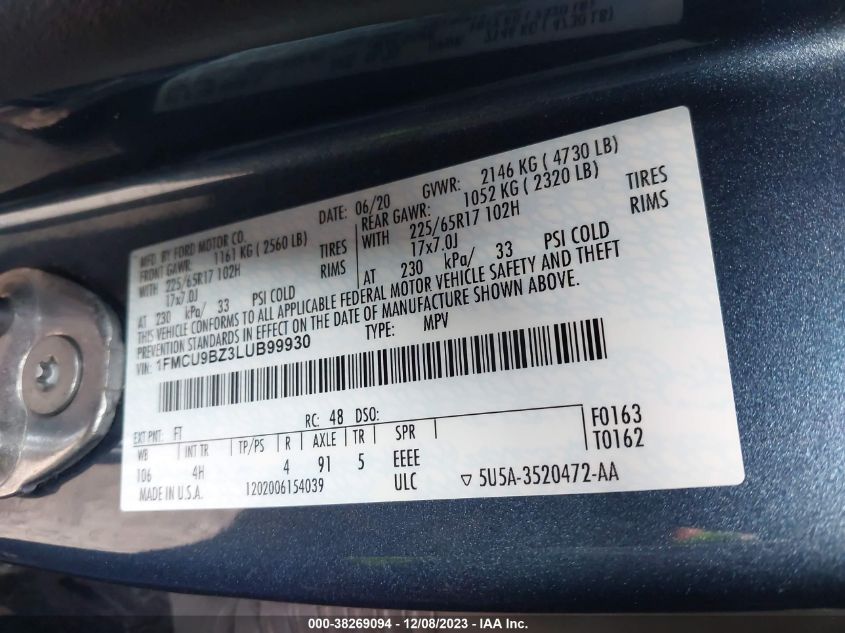 MFD. BY FORD MOTOR CO.
DATE: 06/20 GVWR: 2146 KG ( 4730 LB)
FRONT GAWR: 1161 KG ( 2560 LB)
REAR GAWR: 1052 KG ( 2320 LB)
WITH 225/65R17 102H TIRES
WITH 225/65R17 102H TIRES
17x7.0J RIMS
17x7.0J RIMS
AT 230 kPa/ 33 PSI COLD
AT 230 kPa/ 33 PSI COLD
THIS VEHICLE CONFORMS TO ALL APPLICABLE FEDERAL MOTOR VEHICLE SAFETY AND THEFT
PREVENTION STANDARDS IN EFFECT ON THE DATE OF MANUFACTURE SHOWN ABOVE.
VIN: 1FMCU9BZ3LUB99930 TYPE: MPV
EXT PNT: FT RC: 48 DSO: F0163
WB INT TR TP/PS R AXLE TR SPR T0162
106 4H 4 91 5 EEEE
MADE IN U.S.A. 1202006154039 ULC ▽ 5U5A-3520472-AA
000-38269094 - 12/08/2023 - IAA Inc.